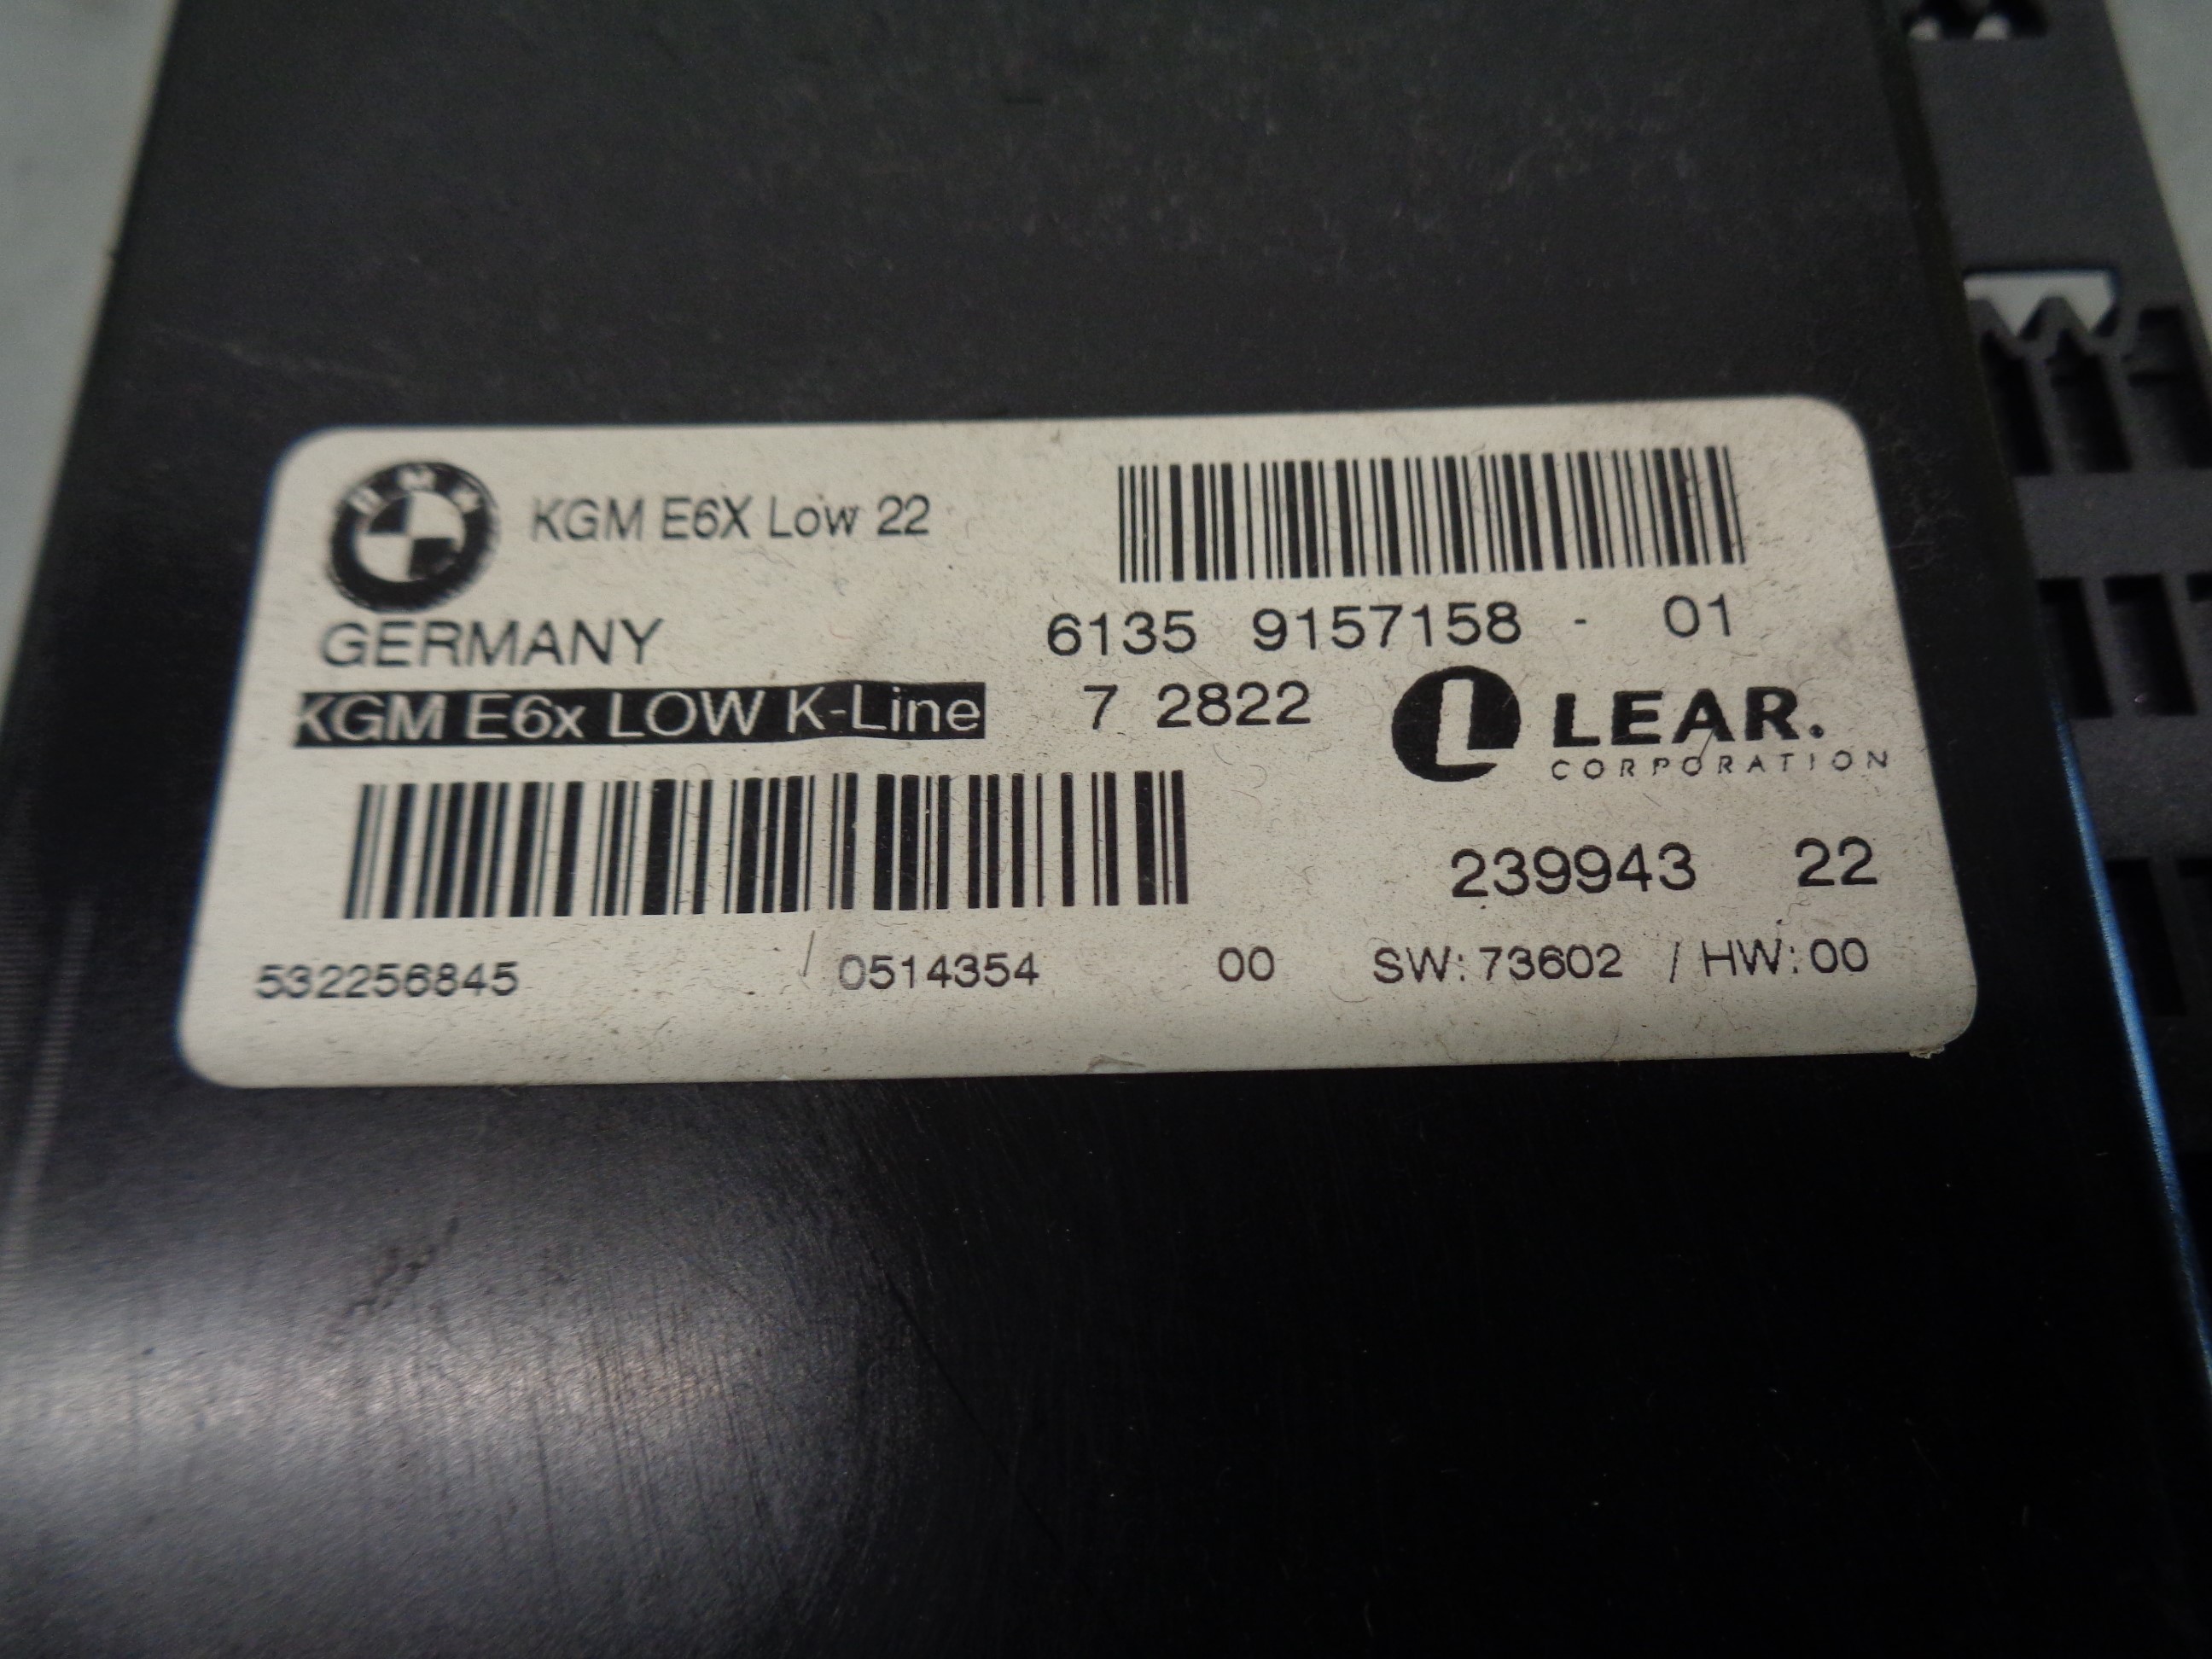 BMW KGM E6X Low 22
GERMANY 6135 9157158 - 01
KGM E6x LOW K-Line 7 2822 LEAR.
CORPORATION
239943 22
532256845 / 0514354 00 SW: 73602 / HW: 00